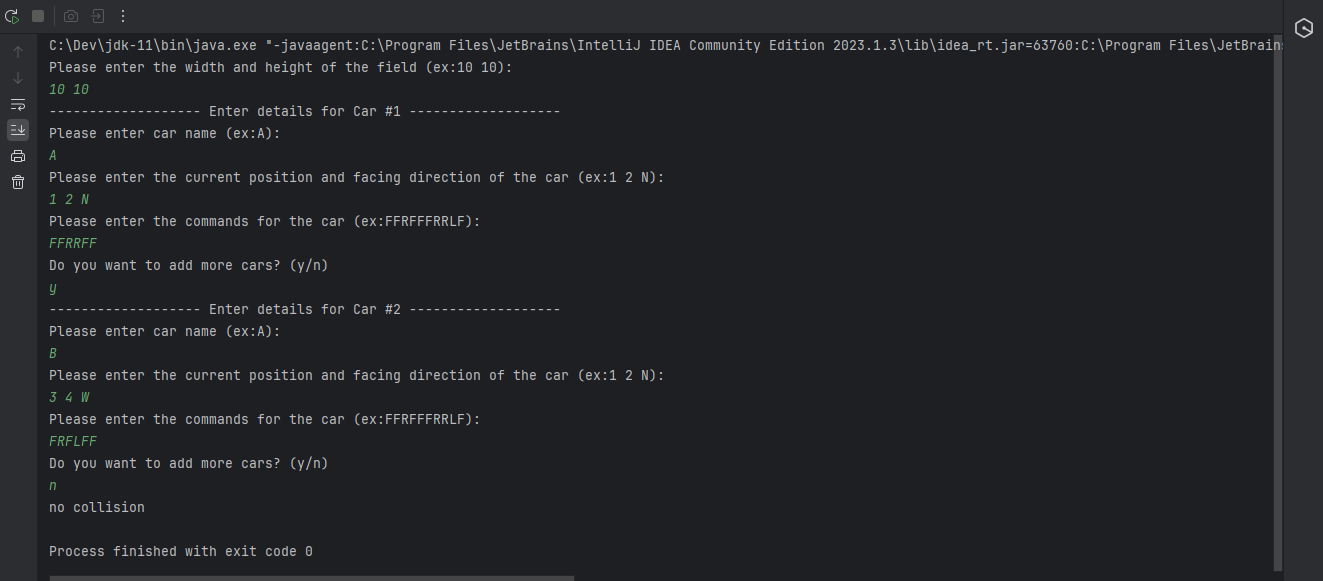 C:\Dev\jdk-11\bin\java.exe "-javaagent:C:\Program Files\JetBrains\IntelliJ IDEA Community Edition 2023.1.3\lib\idea_rt.jar=63760:C:\Program Files\JetBrains
Please enter the width and height of the field (ex:10 10):
10 10
------------------- Enter details for Car #1 -------------------
Please enter car name (ex:A):
A
Please enter the current position and facing direction of the car (ex:1 2 N):
1 2 N
Please enter the commands for the car (ex:FFRFFFRRLF):
FFRRFF
Do you want to add more cars? (y/n)
y
------------------- Enter details for Car #2 -------------------
Please enter car name (ex:A):
B
Please enter the current position and facing direction of the car (ex:1 2 N):
3 4 W
Please enter the commands for the car (ex:FFRFFFRRLF):
FRFLFF
Do you want to add more cars? (y/n)
n
no collision
Process finished with exit code 0